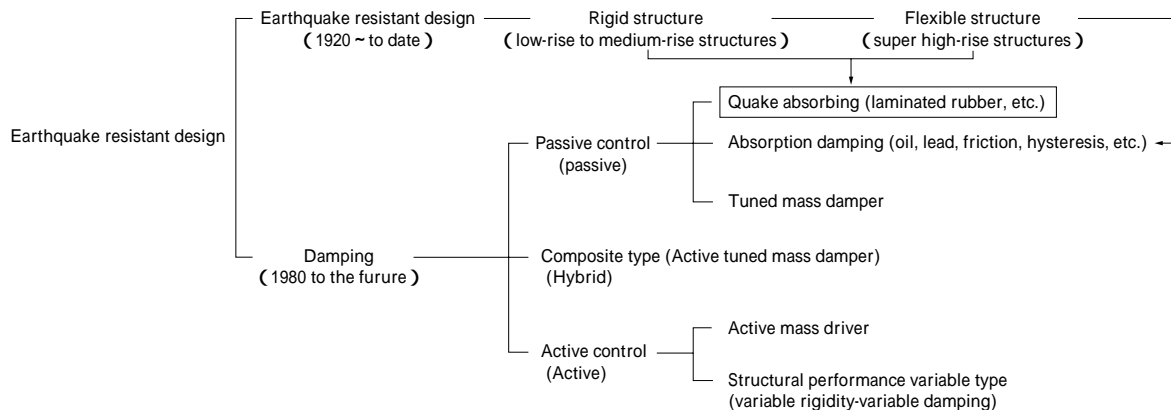 Earthquake resistant design
(1920 ~ to date)
Rigid structure
(low-rise to medium-rise structures)
Flexible structure
(super high-rise structures)
Quake absorbing (laminated rubber, etc.)
Earthquake resistant design
Passive control
(passive)
Absorption damping (oil, lead, friction, hysteresis, etc.)
Tuned mass damper
Damping
(1980 to the furure)
Composite type (Active tuned mass damper)
(Hybrid)
Active mass driver
Active control
(Active)
Structural performance variable type
(variable rigidity-variable damping)